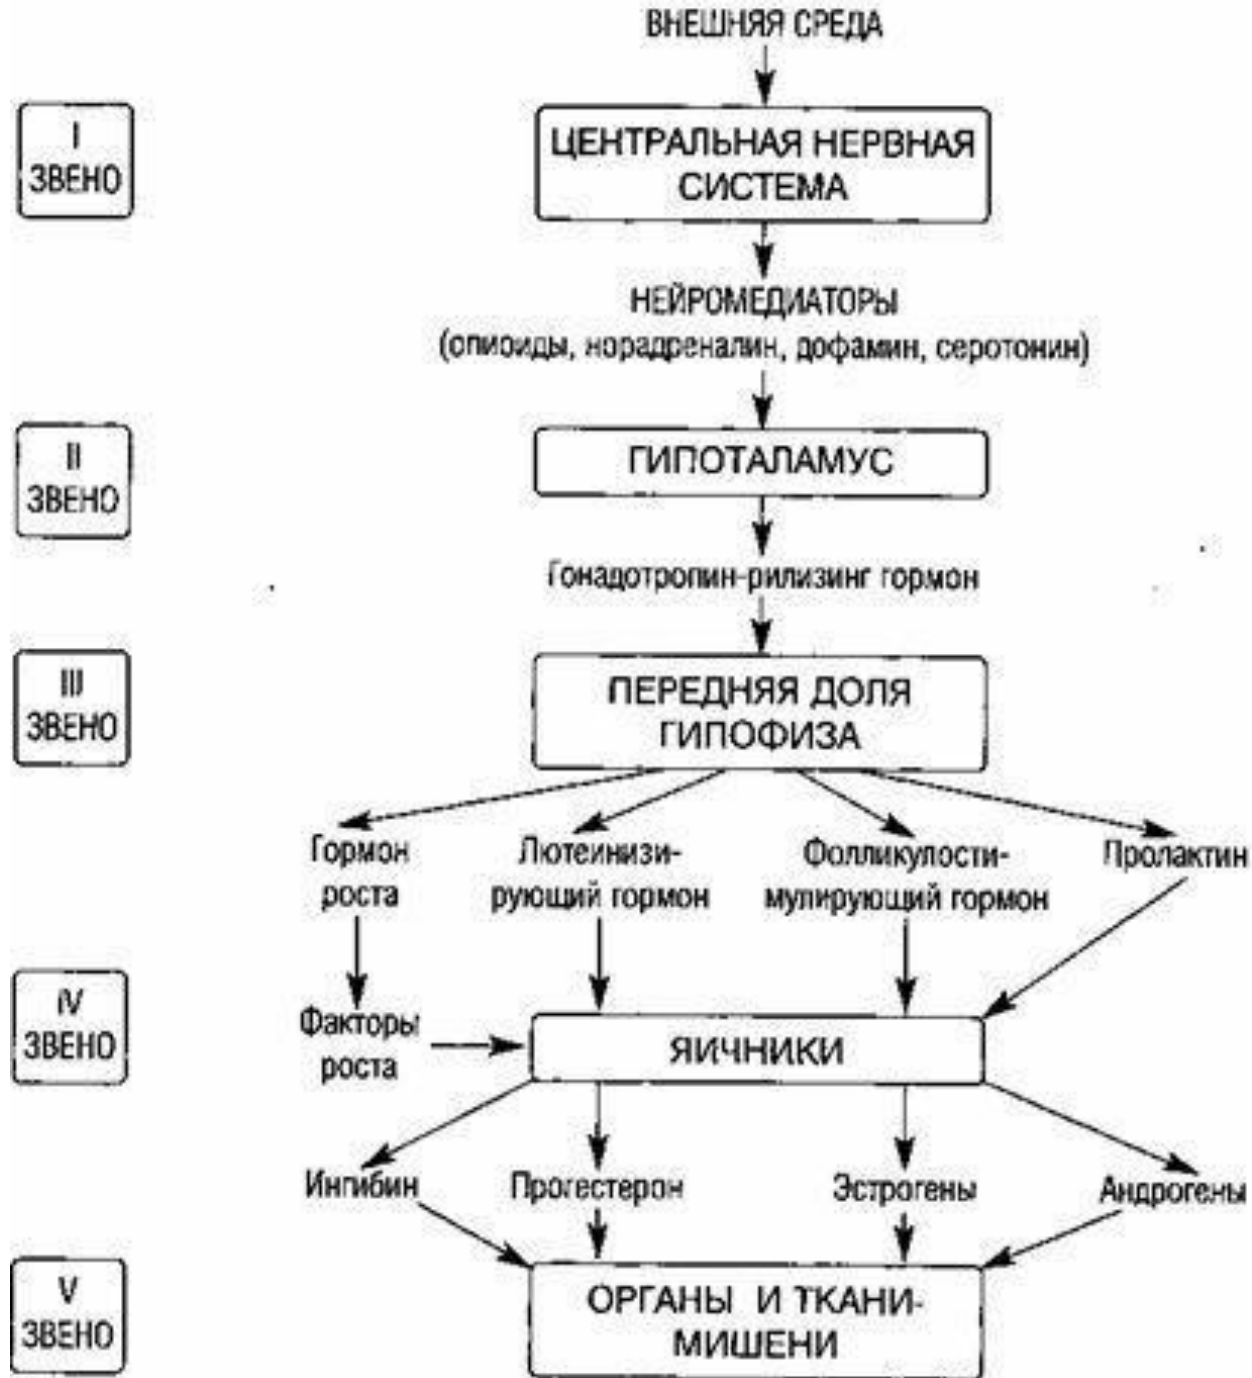 ВНЕШНЯЯ СРЕДА
I
ЗВЕНО
ЦЕНТРАЛЬНАЯ НЕРВНАЯ
СИСТЕМА
НЕЙРОМЕДИАТОРЫ
(опиоиды, норадреналин, дофамин, серотонин)
II
ЗВЕНО
ГИПОТАЛАМУС
Гонадотропин-рилизинг гормон
III
ЗВЕНО
ПЕРЕДНЯЯ ДОЛЯ
ГИПОФИЗА
Гормон
роста
Лютеинизи-
рующий гормон
Фолликулости-
мулирующий гормон
Пролактин
IV
ЗВЕНО
Факторы
роста
ЯИЧНИКИ
Ингибин
Прогестерон
Эстрогены
Андрогены
V
ЗВЕНО
ОРГАНЫ И ТКАНИ-
МИШЕНИ